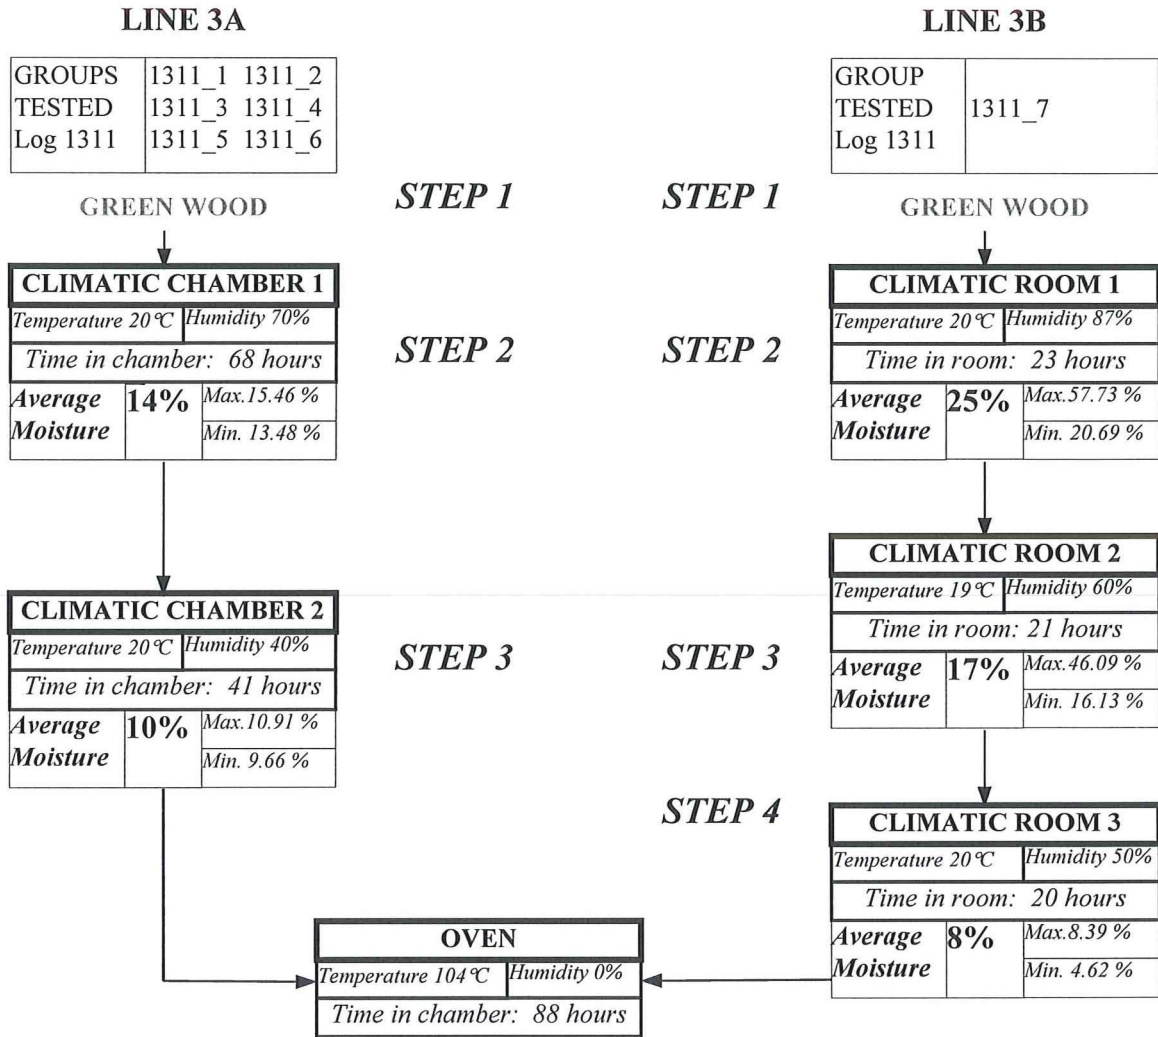 LINE 3A
GROUPS 1311_1 1311_2
TESTED 1311_3 1311_4
Log 1311 1311_5 1311_6
GREEN WOOD
CLIMATIC CHAMBER 1
Temperature 20°C Humidity 70%
Time in chamber: 68 hours
Average Moisture 14% Max.15.46 %
Min. 13.48 %
CLIMATIC CHAMBER 2
Temperature 20°C Humidity 40%
Time in chamber: 41 hours
Average Moisture 10% Max.10.91 %
Min. 9.66 %
STEP 1
STEP 2
STEP 3
LINE 3B
GROUP
TESTED 1311_7
Log 1311
STEP 1
STEP 2
STEP 3
STEP 4
GREEN WOOD
CLIMATIC ROOM 1
Temperature 20°C Humidity 87%
Time in room: 23 hours
Average Moisture 25% Max.57.73 %
Min. 20.69 %
CLIMATIC ROOM 2
Temperature 19°C Humidity 60%
Time in room: 21 hours
Average Moisture 17% Max.46.09 %
Min. 16.13 %
CLIMATIC ROOM 3
Temperature 20°C Humidity 50%
Time in room: 20 hours
Average Moisture 8% Max.8.39 %
Min. 4.62 %
OVEN
Temperature 104°C Humidity 0%
Time in chamber: 88 hours